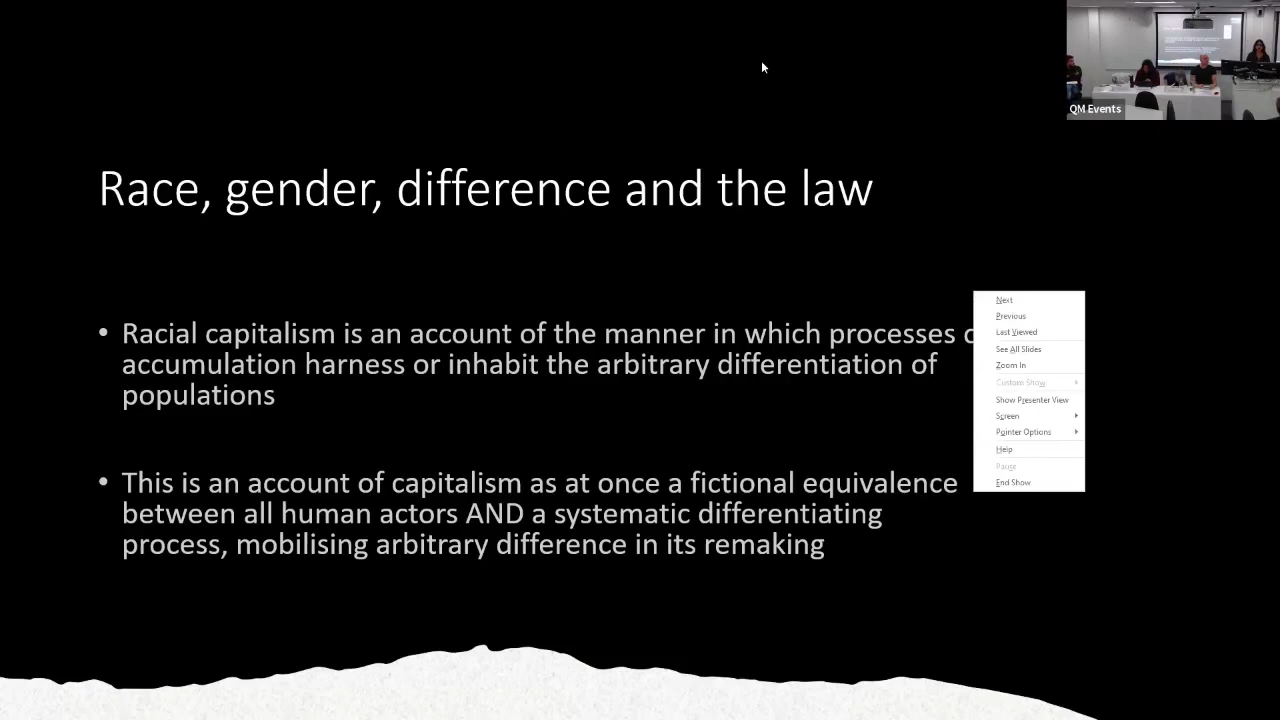 QM Events
Race, gender, difference and the law
• Racial capitalism is an account of the manner in which processes
accumulation harness or inhabit the arbitrary differentiation of
populations
• This is an account of capitalism as at once a fictional equivalence
between all human actors AND a systematic differentiating
process, mobilising arbitrary difference in its remaking
Next
Previous
Last Viewed
See All Slides
Zoom In
Custom Show
Show Presenter View
Screen
Pointer Options
Help
Pause
End Show